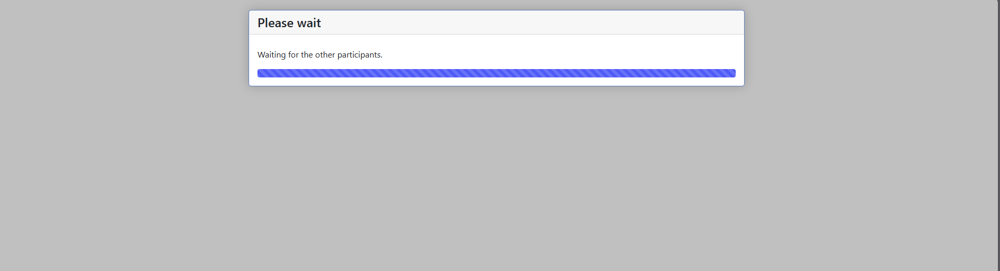 Please wait
Waiting for the other participants.